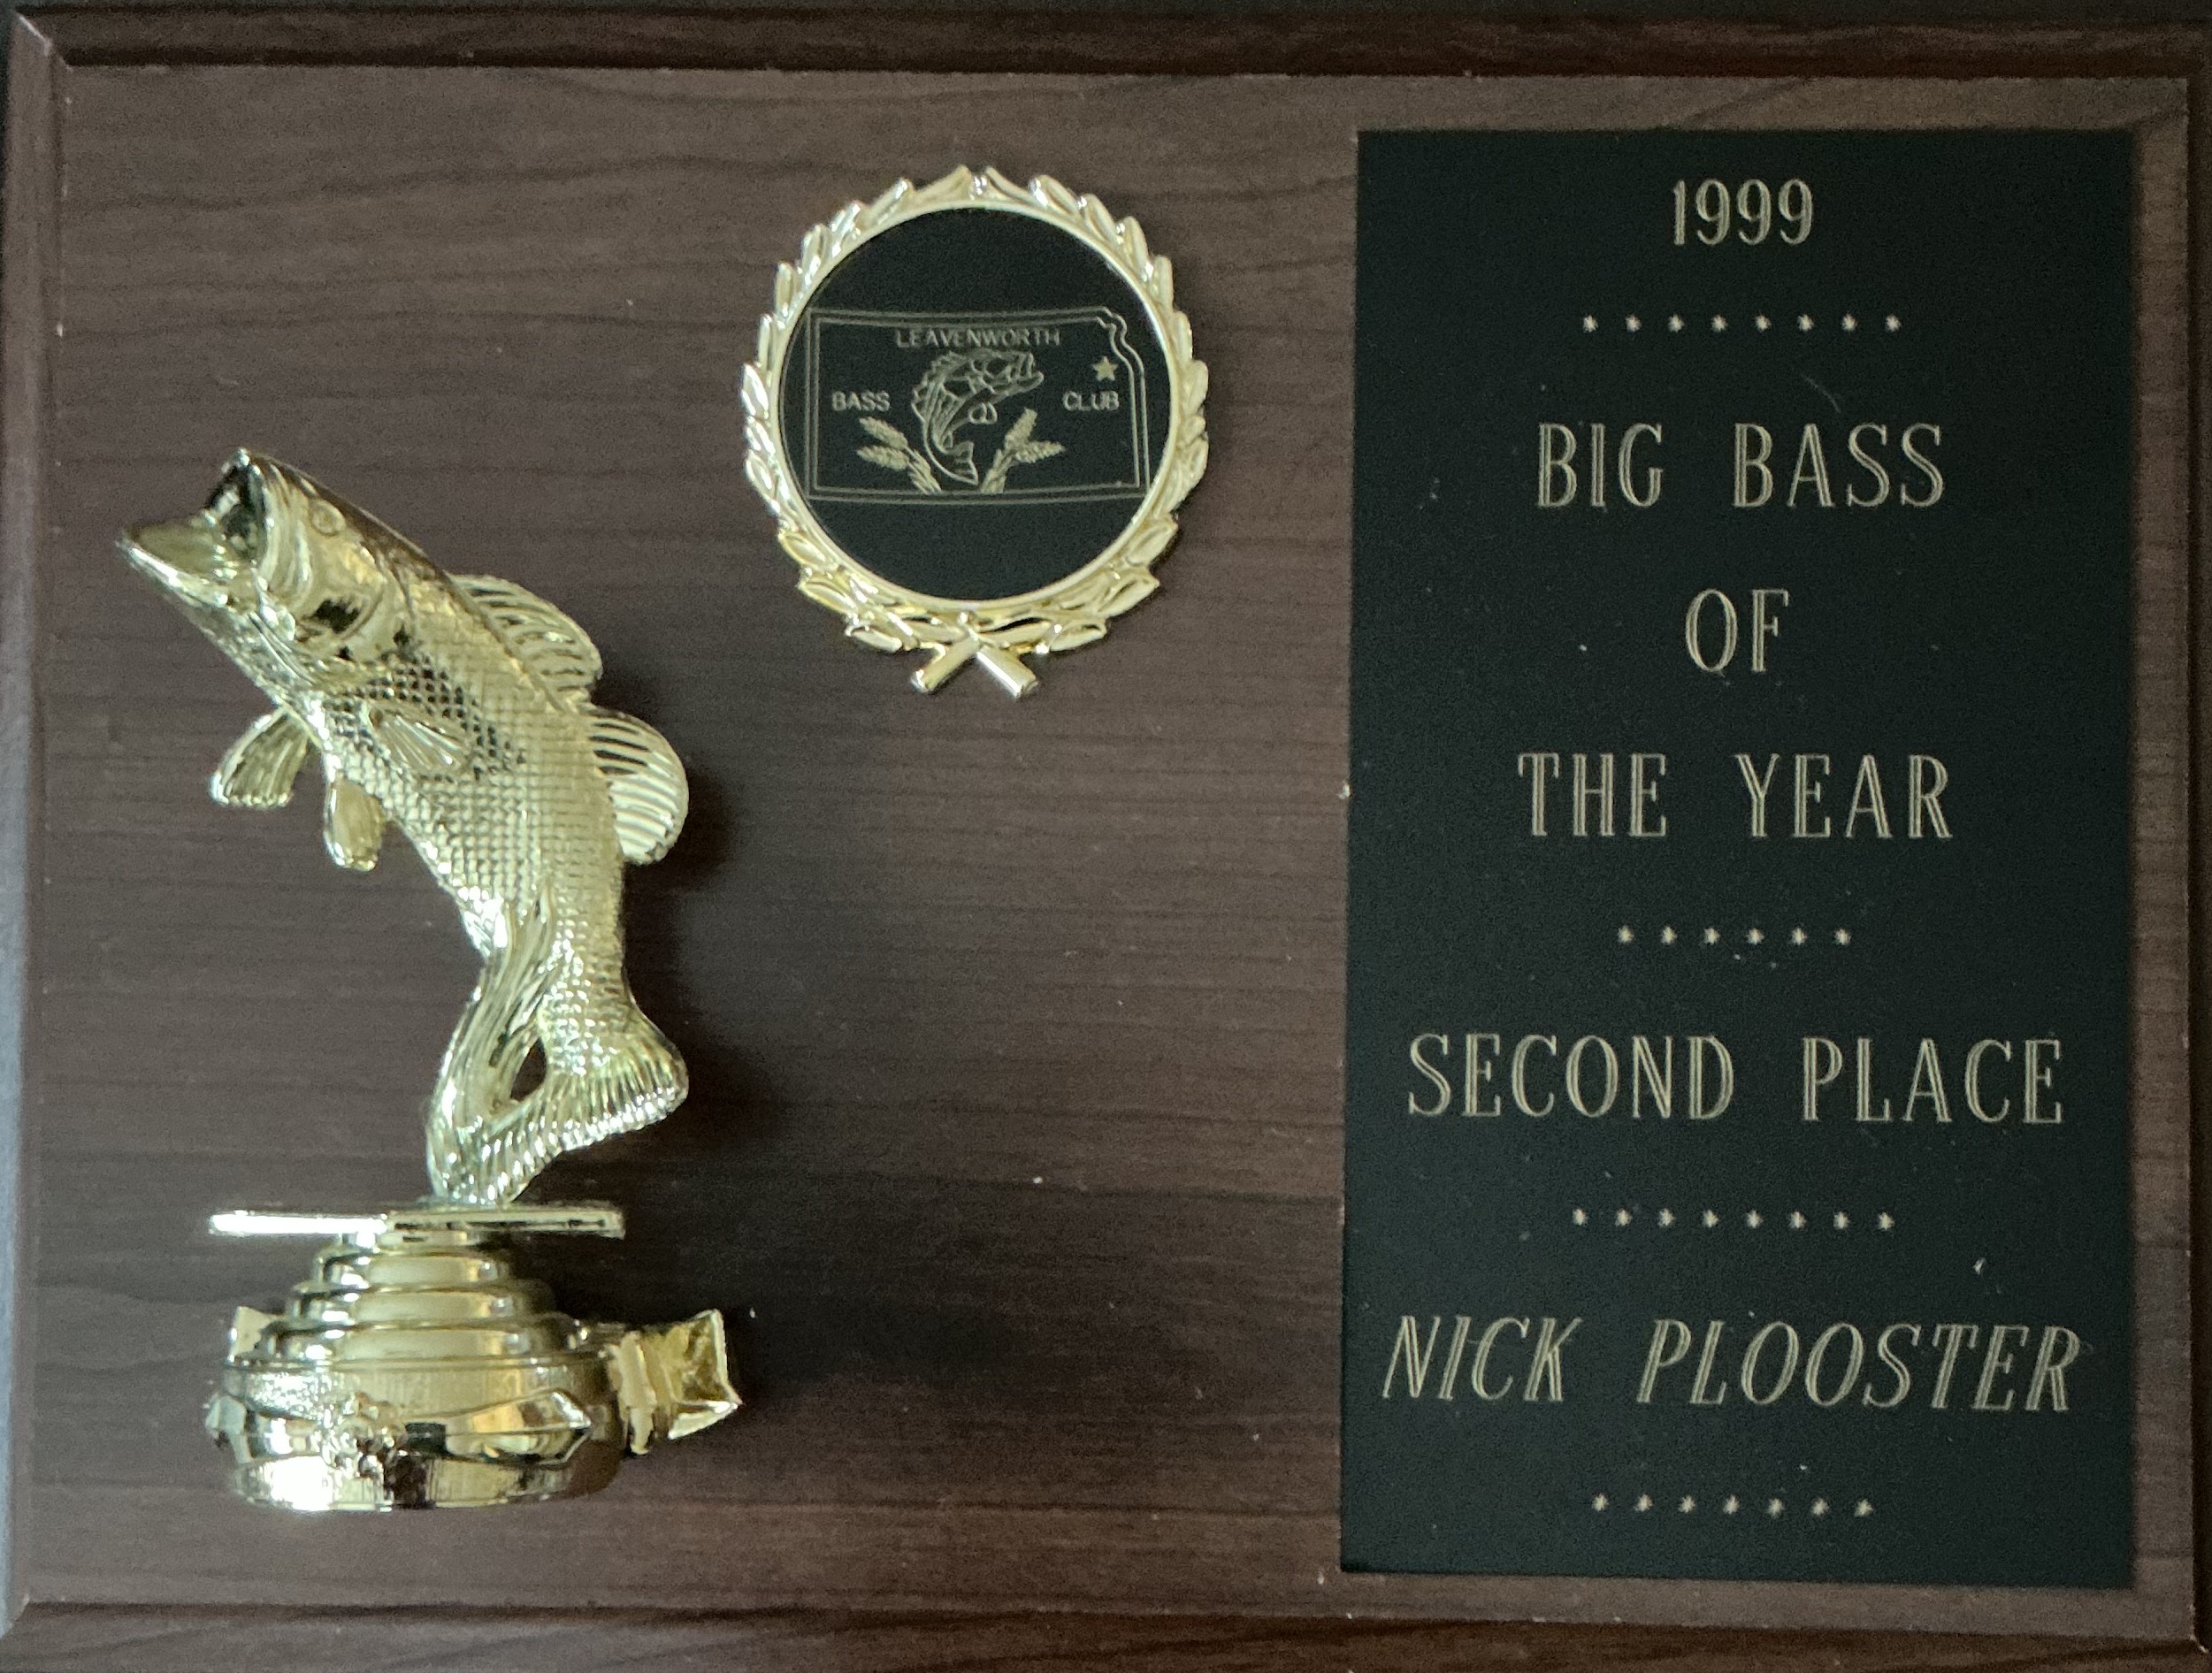 LEAVENWORTH
BASS CLUB
1999
********
BIG BASS
OF
THE YEAR
******
SECOND PLACE
********
NICK PLOOSTER
*******